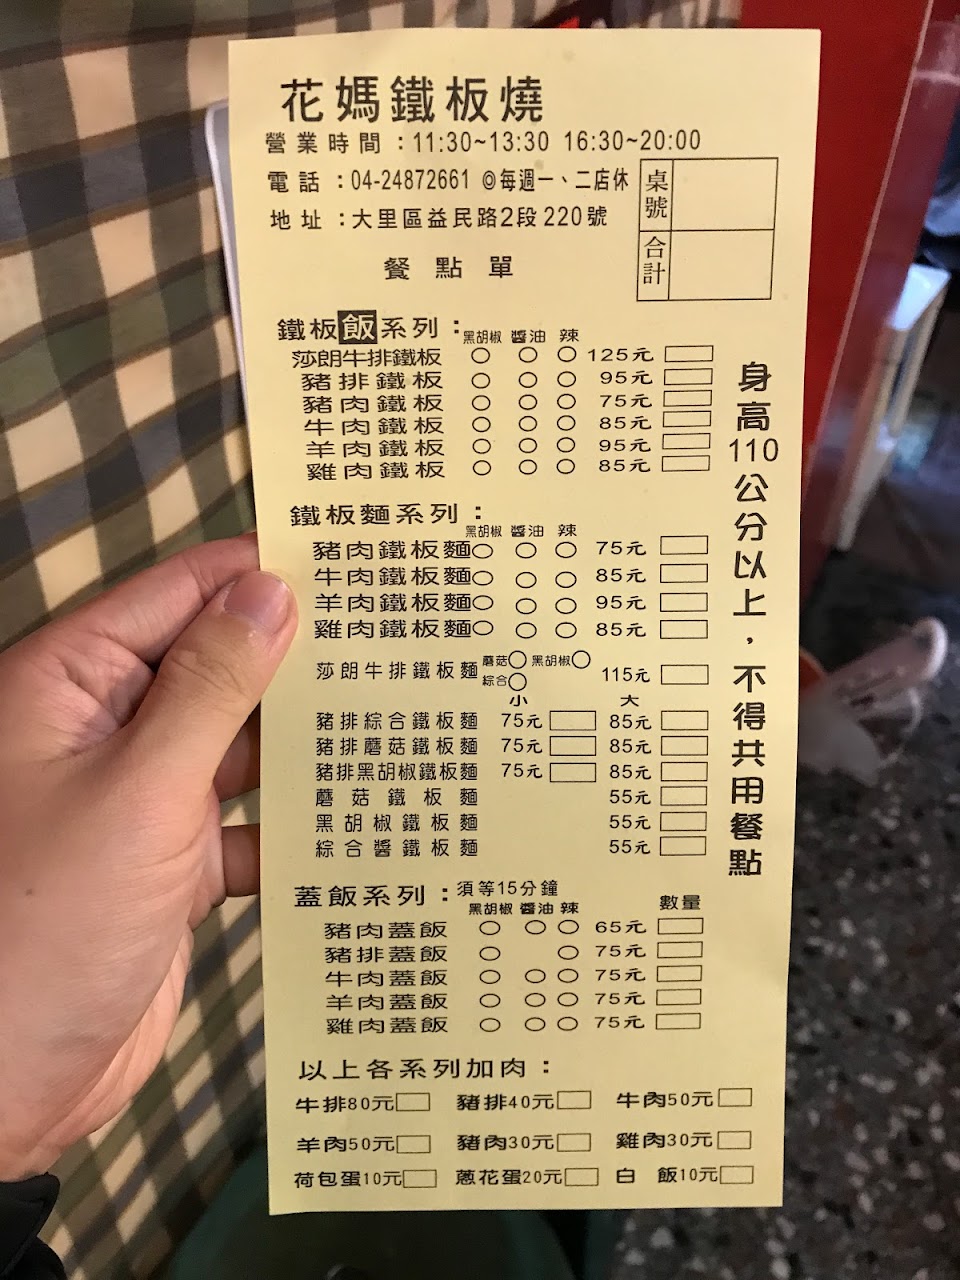 花媽鐵板燒
營業時間：11:30~13:30 16:30~20:00
電話：04-24872661 ◎每週一、二店休
地址：大里區益民路2段220號
桌號
合計
餐點單
鐵板飯系列：
黑胡椒 醬油 辣
莎朗牛排鐵板 ○ ○ ○ 125元
豬排鐵板 ○ ○ ○ 95元
豬肉鐵板 ○ ○ ○ 75元
牛肉鐵板 ○ ○ ○ 85元
羊肉鐵板 ○ ○ ○ 95元
雞肉鐵板 ○ ○ ○ 85元
鐵板麵系列：
黑胡椒 醬油 辣
豬肉鐵板麵 ○ ○ ○ 75元
牛肉鐵板麵 ○ ○ ○ 85元
羊肉鐵板麵 ○ ○ ○ 95元
雞肉鐵板麵 ○ ○ ○ 85元
莎朗牛排鐵板麵 蘑菇○ 黑胡椒○ 綜合○ 115元
小 大
豬排綜合鐵板麵 75元 85元
豬排蘑菇鐵板麵 75元 85元
豬排黑胡椒鐵板麵 75元 85元
蘑菇鐵板麵 55元
黑胡椒鐵板麵 55元
綜合醬鐵板麵 55元
蓋飯系列：須等15分鐘
黑胡椒 醬油 辣 數量
豬肉蓋飯 ○ ○ ○ 65元
豬排蓋飯 ○ ○ 75元
牛肉蓋飯 ○ ○ ○ 75元
羊肉蓋飯 ○ ○ ○ 75元
雞肉蓋飯 ○ ○ ○ 75元
以上各系列加肉：
牛排80元 豬排40元 牛肉50元
羊肉50元 豬肉30元 雞肉30元
荷包蛋10元 蔥花蛋20元 白飯10元
身高110公分以上，不得共用餐點